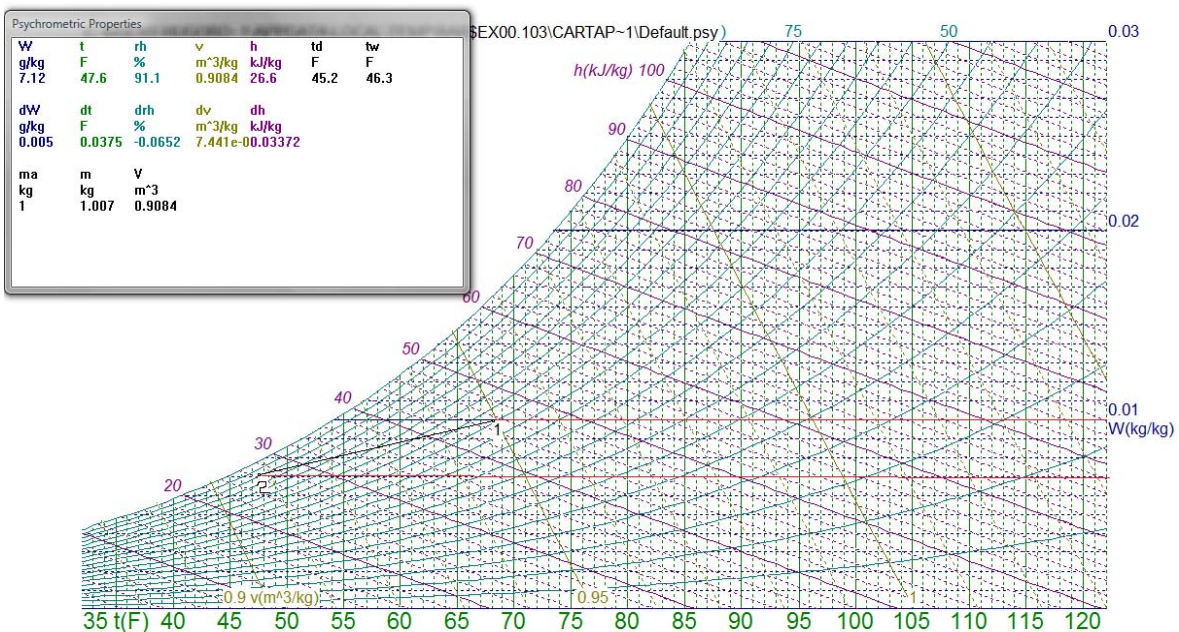 Psychrometric Properties
$EX00.103\CARTAP~1\Default.psy )
W t rh v h td tw
g/kg F % m^3/kg kJ/kg F F
7.12 47.6 91.1 0.9084 26.6 45.2 46.3
dW dt drh dv dh
g/kg F % m^3/kg kJ/kg
0.005 0.0375 -0.0652 7.441e-00.03372
ma m V
kg kg m^3
1 1.007 0.9084
75 50 0.03
h(kJ/kg) 100
90
80
0.02
70
60
50
40
0.01
W(kg/kg)
1
30
2
20
0.9 v(m^3/kg) 0.95 1
35 t(F) 40 45 50 55 60 65 70 75 80 85 90 95 100 105 110 115 120